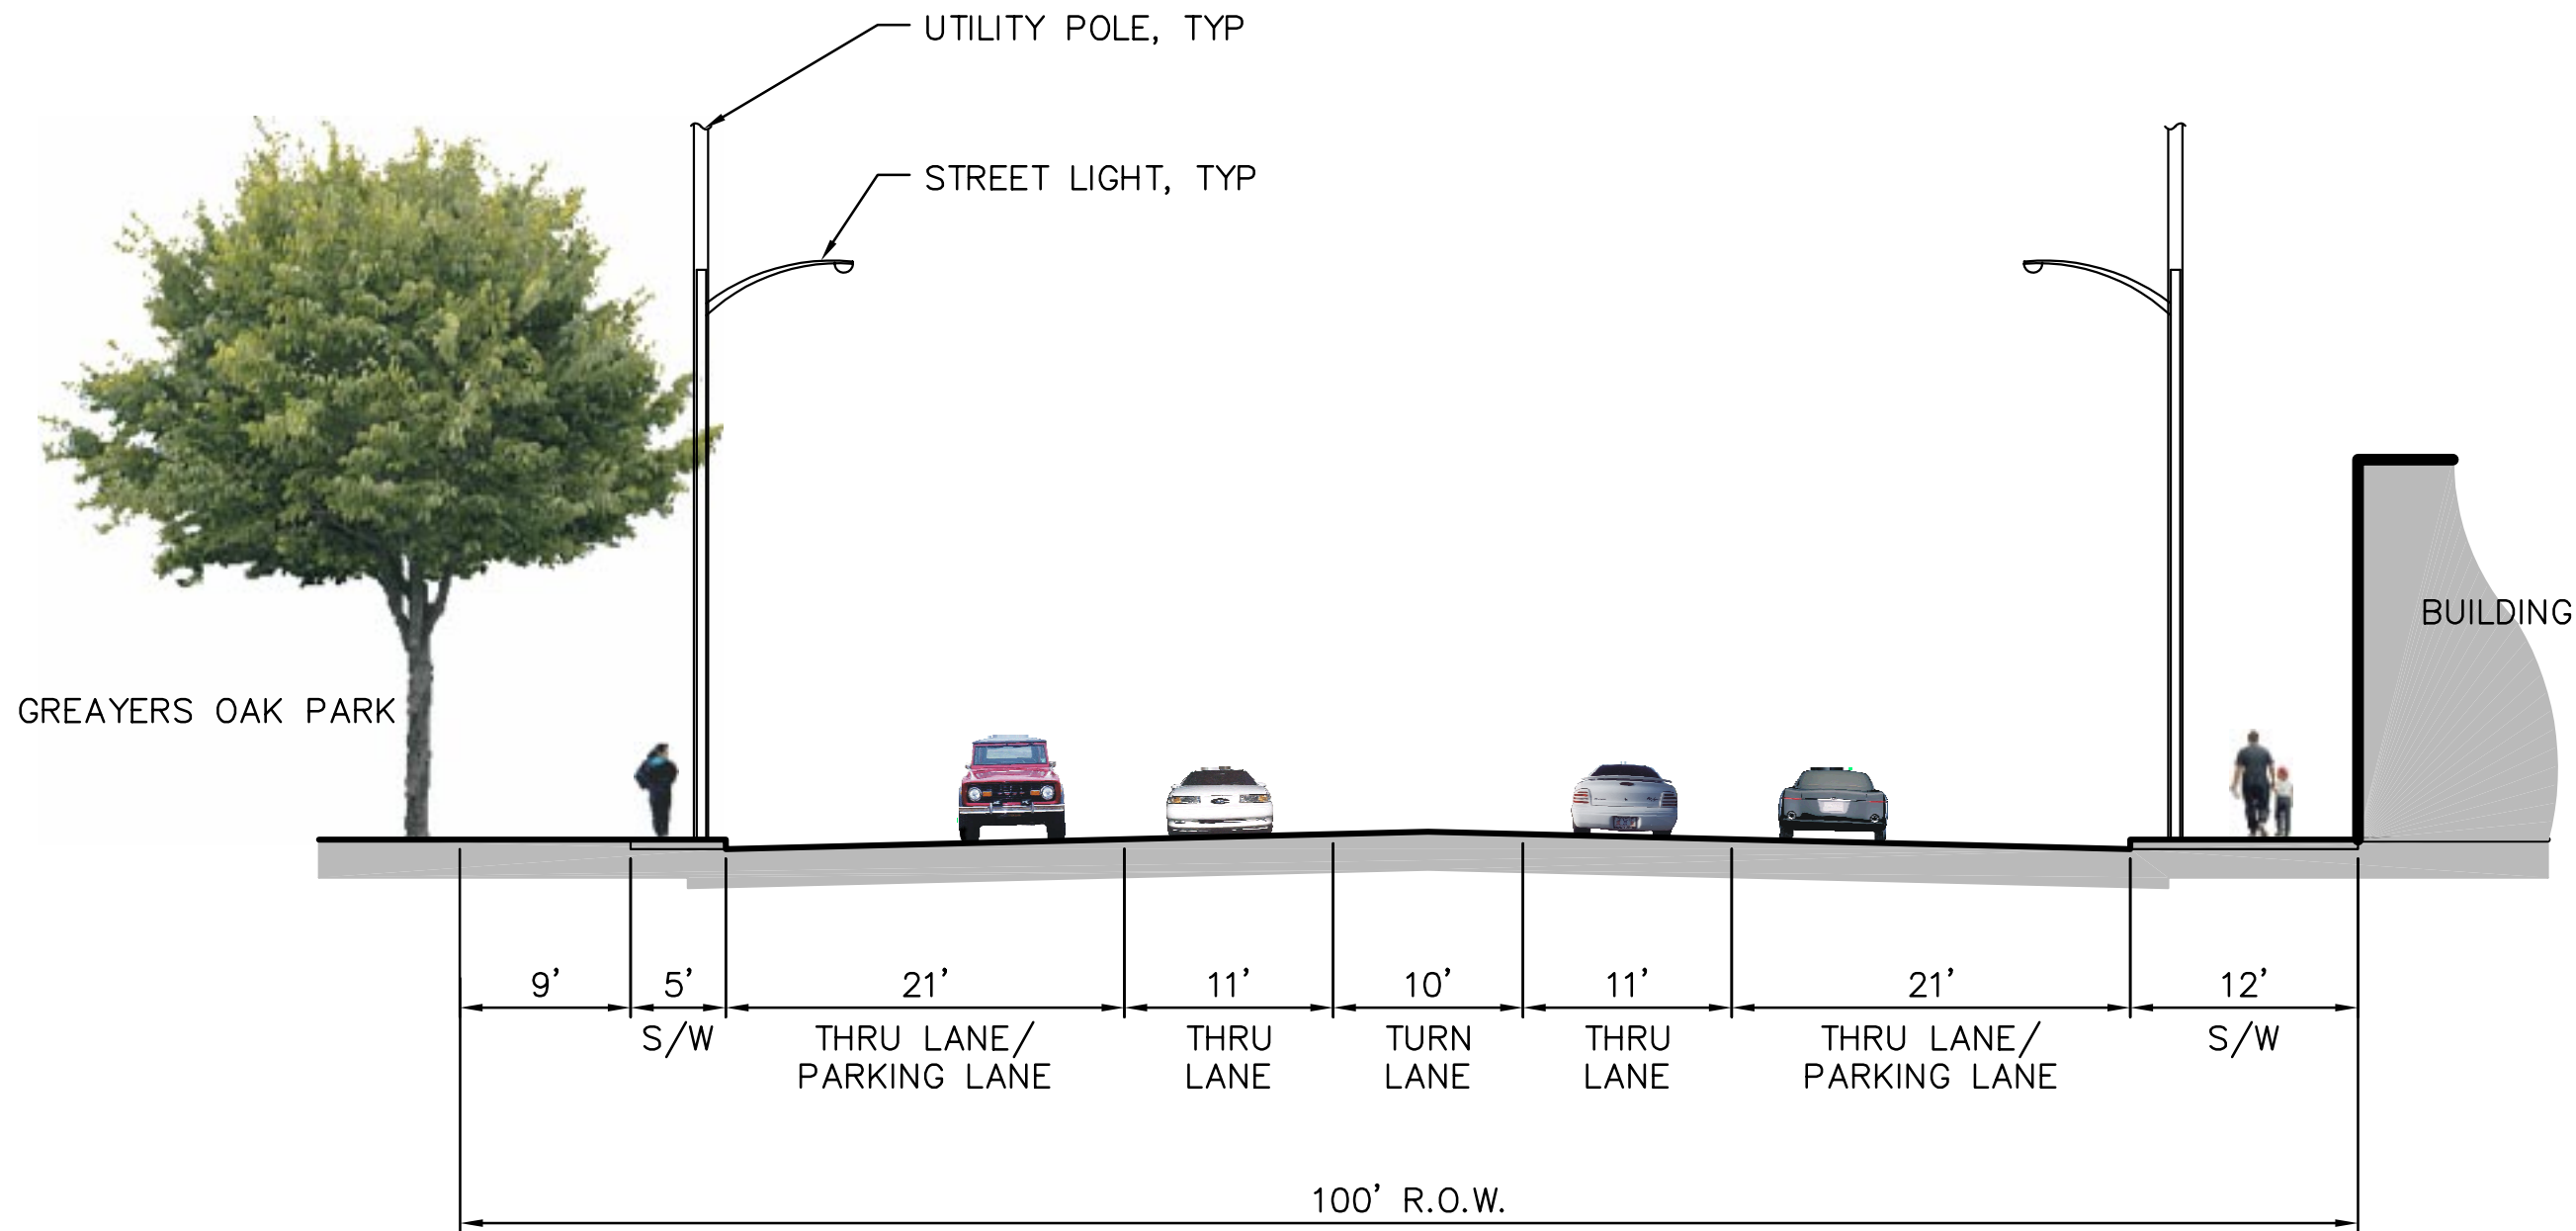 UTILITY POLE, TYP
STREET LIGHT, TYP
BUILDING
GREAYERS OAK PARK
9' 5' 21' 11' 10' 11' 21' 12'
S/W THRU LANE/ THRU TURN THRU THRU LANE/ S/W
PARKING LANE LANE LANE LANE PARKING LANE
100' R.O.W.